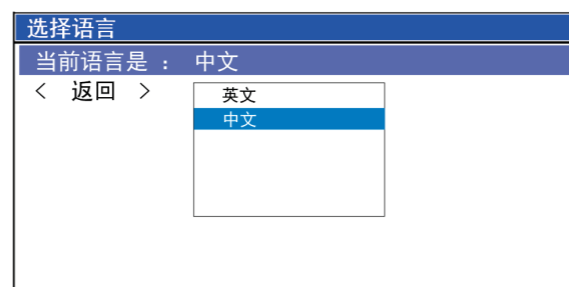 选择语言
当前语言是 : 中文
< 返回 >
英文
中文